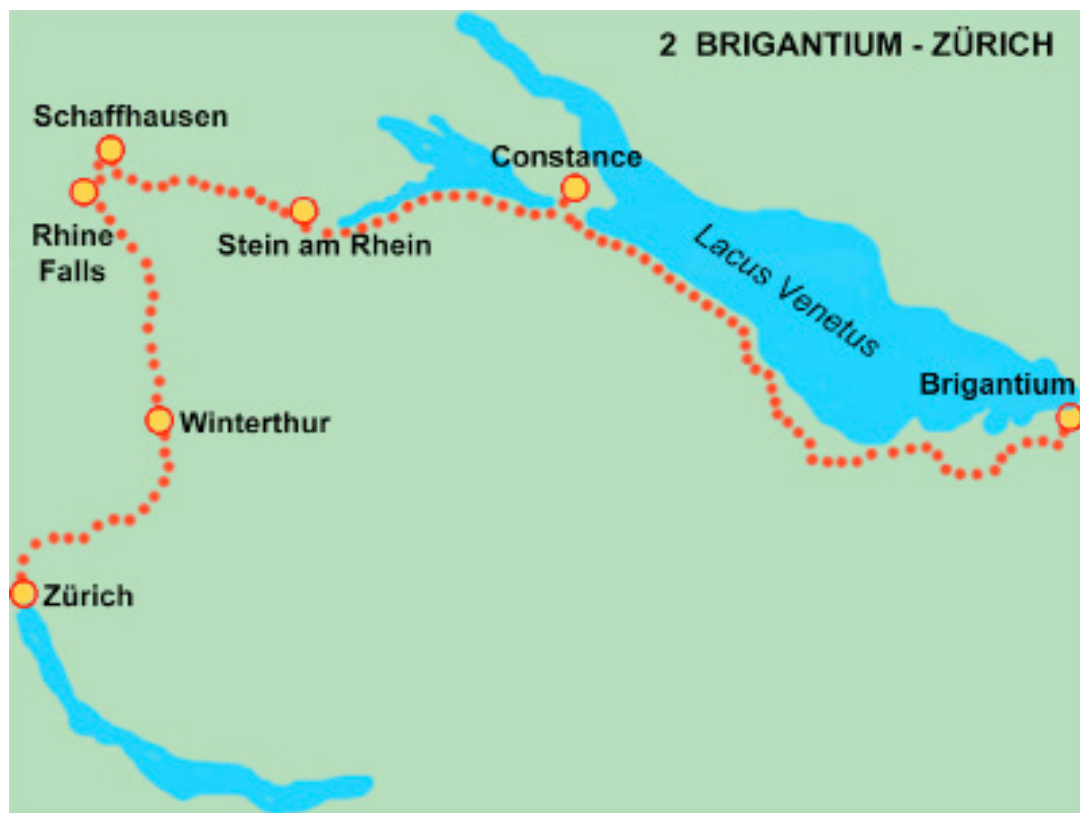 2 BRIGANTIUM - ZÜRICH
Schaffhausen
Constance
Rhine
Falls
Stein am Rhein
Lacus Venetus
Brigantium
Winterthur
Zürich